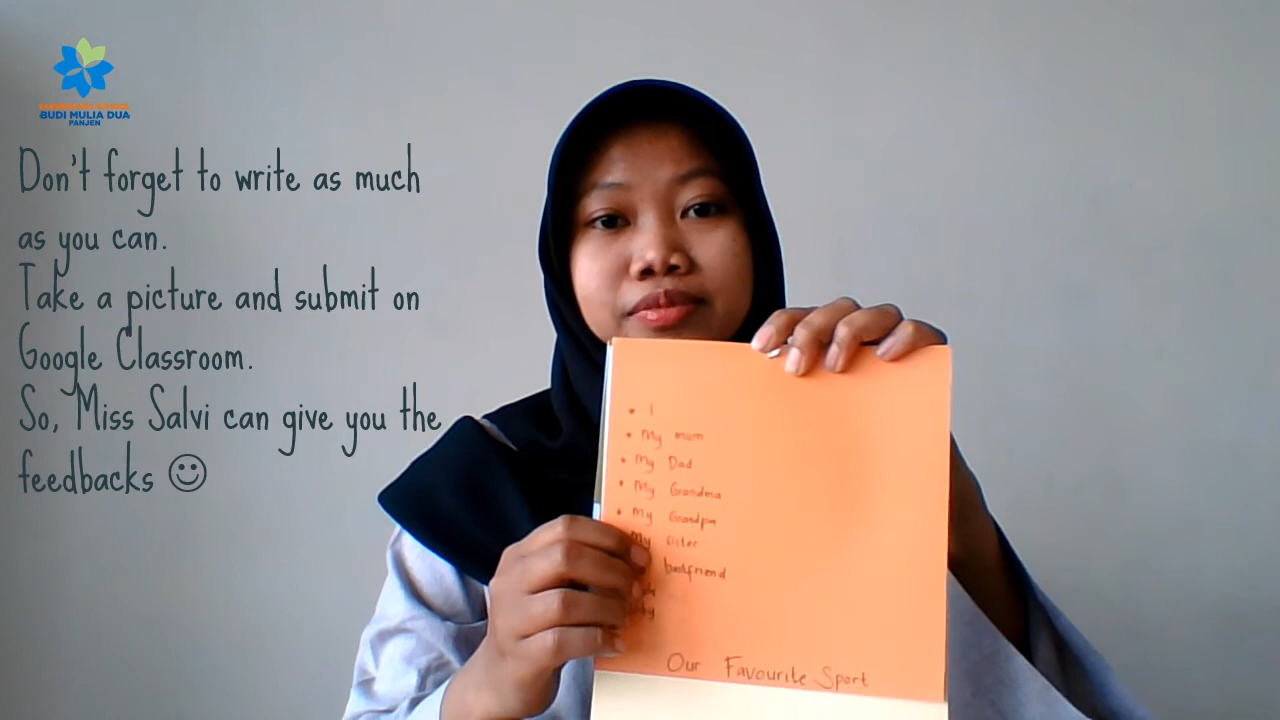 BUDI MULIA DUA
PANJEN
Don't forget to write as much
as you can.
Take a picture and submit on
Google Classroom.
So, Miss Salvi can give you the
feedbacks ☺
• I
• My mum
• My Dad
• My Grandma
• My Grandpa
My Sister
bestfriend
Our Favourite Sport